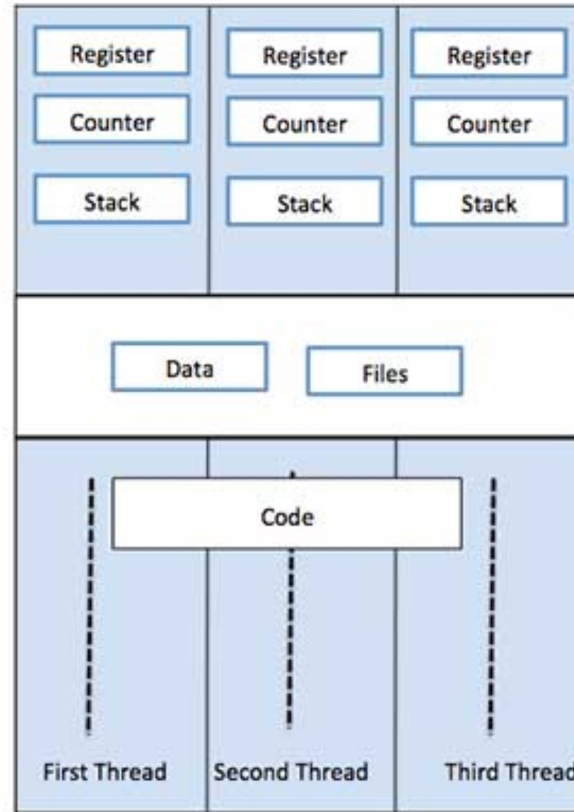 Register Register Register
Counter Counter Counter
Stack Stack Stack
Data Files
Code
First Thread Second Thread Third Thread